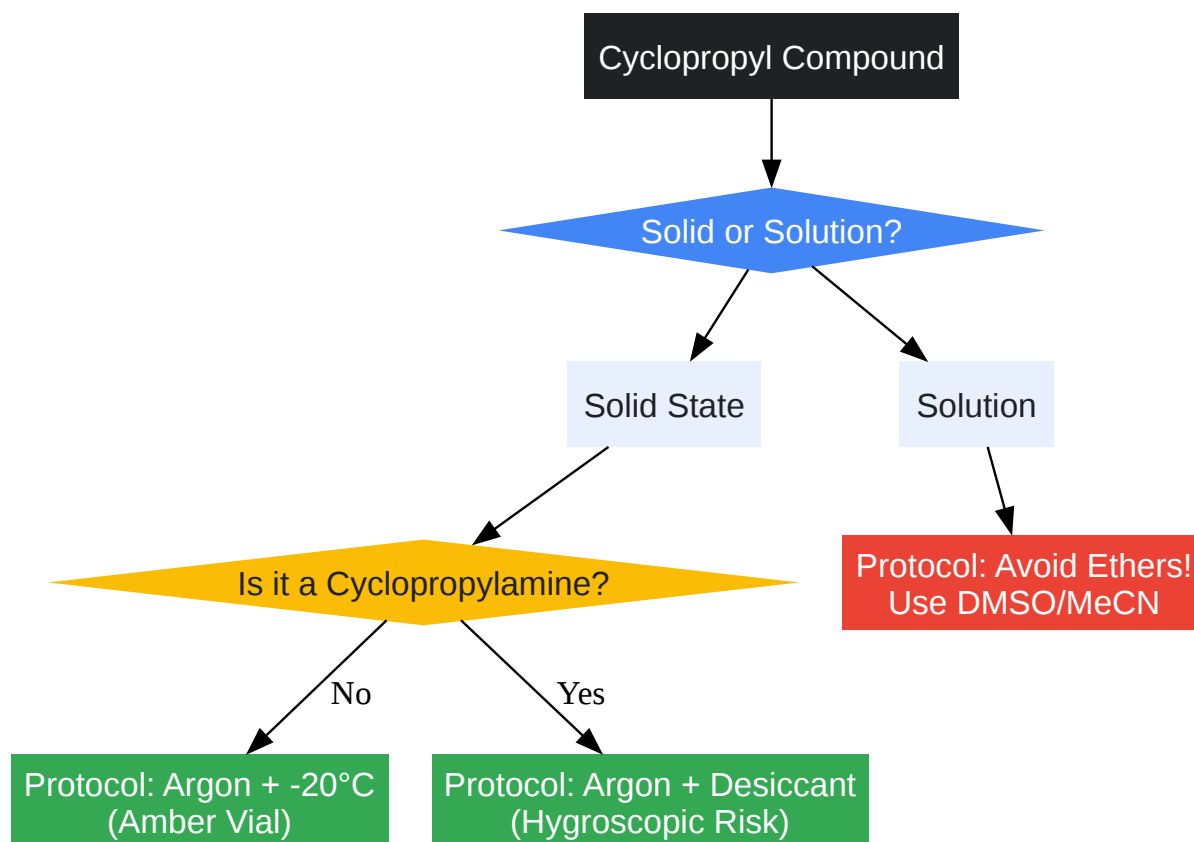 Cyclopropyl Compound
Solid or Solution?
Solid State
Solution
Protocol: Avoid Ethers!
Use DMSO/MeCN
Is it a Cyclopropylamine?
No
Yes
Protocol: Argon + -20°C
(Amber Vial)
Protocol: Argon + Desiccant
(Hygroscopic Risk)